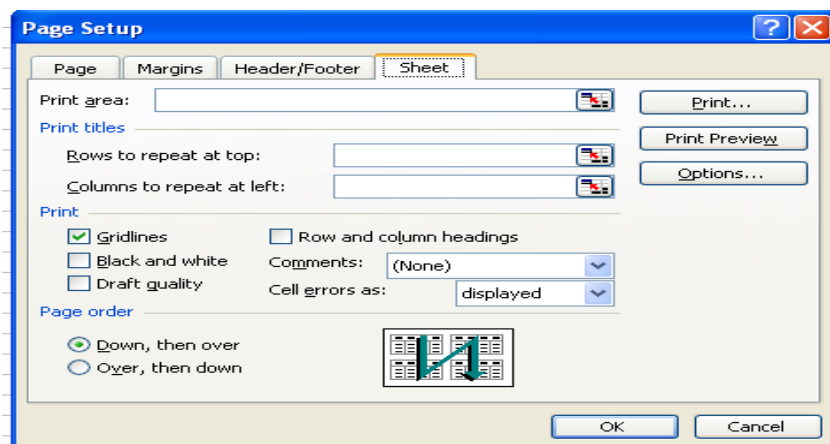 Page Setup
Page Margins Header/Footer Sheet
Print area:
Print...
Print titles
Print Preview
Rows to repeat at top:
Options...
Columns to repeat at left:
Print
Gridlines Row and column headings
Black and white Comments: (None)
Draft quality Cell errors as: displayed
Page order
Down, then over
Over, then down
OK Cancel